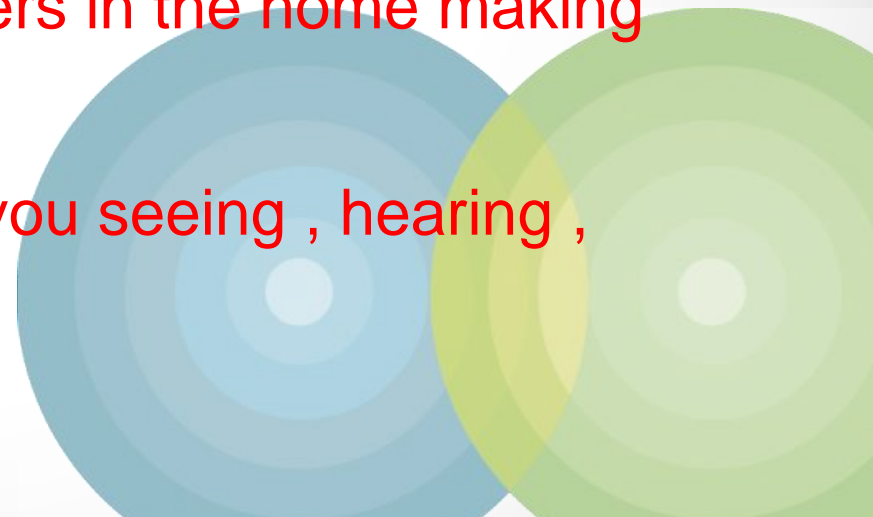 ers in the home making
you seeing , hearing ,